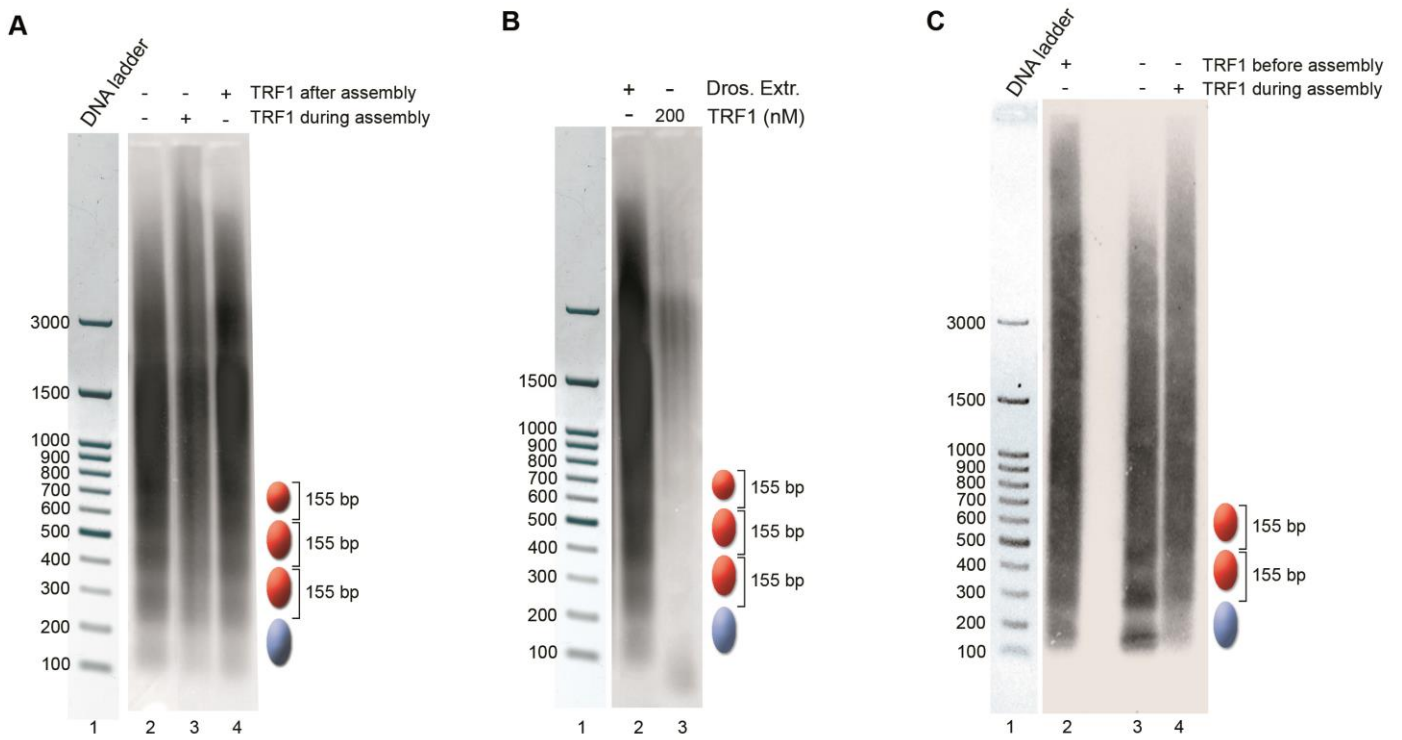 A
DNA ladder
- - + TRF1 after assembly
- + - TRF1 during assembly
3000
1500
1000
900
800
700
600
500
400
300
200
100
155 bp
155 bp
155 bp
1 2 3 4
B
+ - Dros. Extr.
- 200 TRF1 (nM)
1500
1000
900
800
700
600
500
400
300
200
100
155 bp
155 bp
155 bp
1 2 3
C
DNA ladder
+ - - TRF1 before assembly
- - + TRF1 during assembly
3000
1500
1000
900
800
700
600
500
400
300
200
100
155 bp
155 bp
1 2 3 4